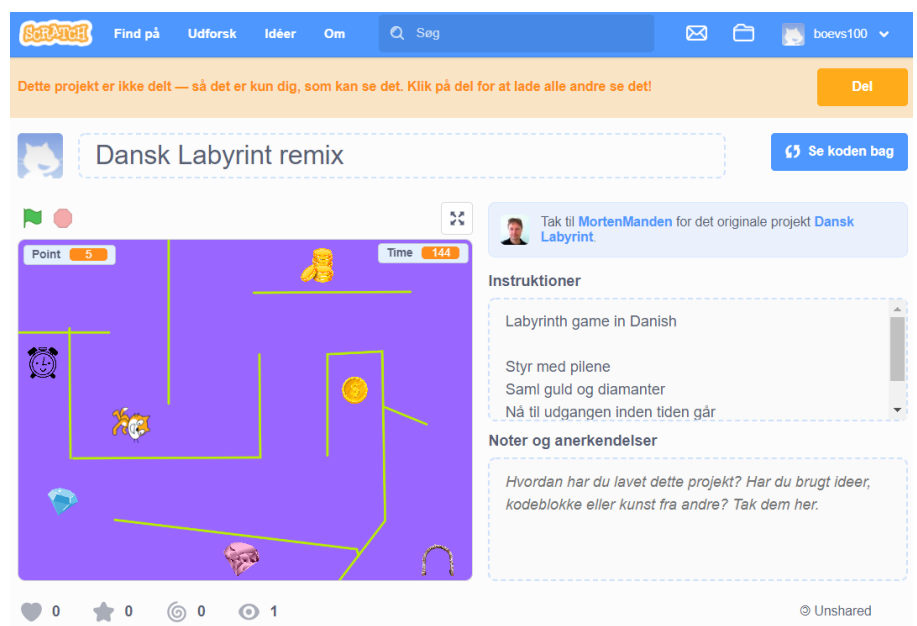 SCRATCH Find på Udforsk Idéer Om Søg boevs100
Dette projekt er ikke delt — så det er kun dig, som kan se det. Klik på del for at lade alle andre se det! Del
Dansk Labyrint remix
Se koden bag
Point 5
Time 144
Tak til MortenManden for det originale projekt Dansk
Labyrint.
Instruktioner
Labyrinth game in Danish
Styr med pilene
Saml guld og diamanter
Nå til udgangen inden tiden går
Noter og anerkendelser
Hvordan har du lavet dette projekt? Har du brugt ideer,
kodeblokke eller kunst fra andre? Tak dem her.
0 0 0 1
Unshared